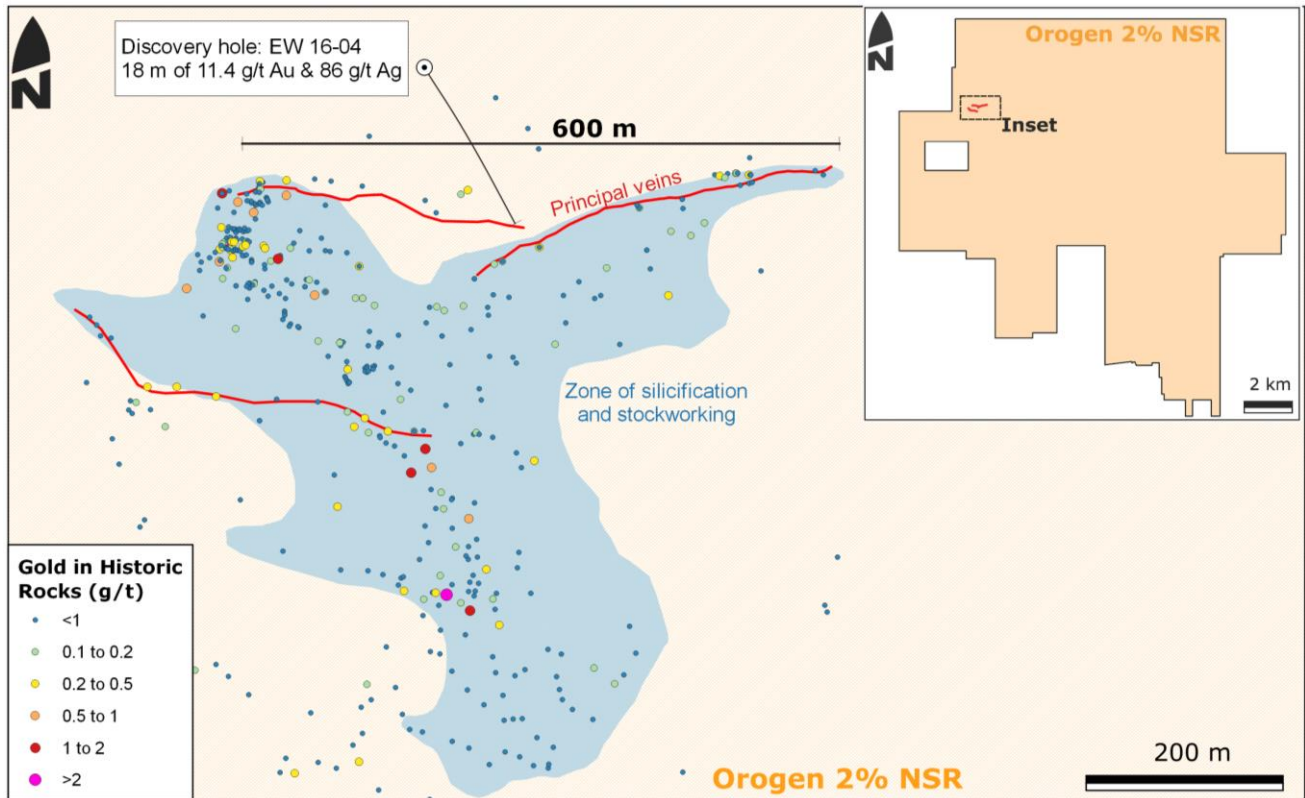 N
Discovery hole: EW 16-04
18 m of 11.4 g/t Au & 86 g/t Ag
600 m
Principal veins
Zone of silicification
and stockworking
Gold in Historic
Rocks (g/t)
<1
0.1 to 0.2
0.2 to 0.5
0.5 to 1
1 to 2
>2
Orogen 2% NSR
200 m
N
Orogen 2% NSR
Inset
2 km